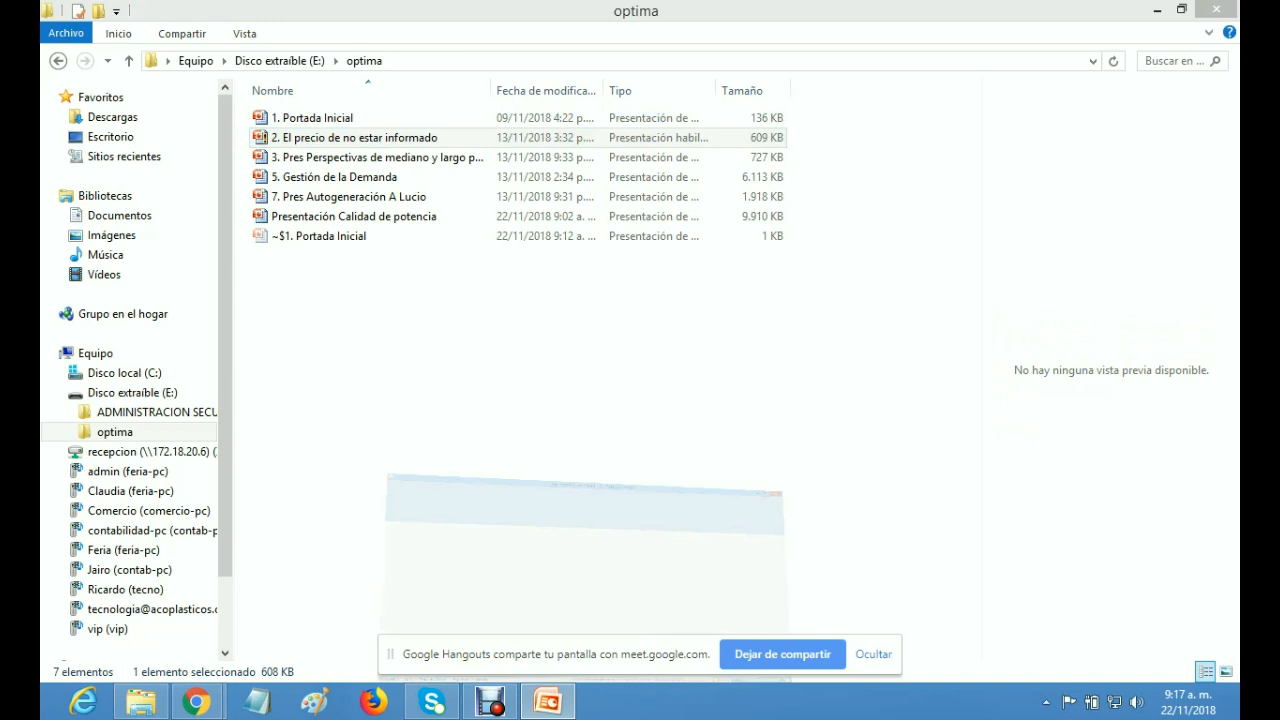 optima
Archivo Inicio Compartir Vista
Equipo Disco extraíble (E:) optima Buscar en ...
Nombre Fecha de modifica... Tipo Tamaño
1. Portada Inicial 09/11/2018 4:22 p.... Presentación de ... 136 KB
2. El precio de no estar informado 13/11/2018 3:32 p.... Presentación habil... 609 KB
3. Pres Perspectivas de mediano y largo p... 13/11/2018 9:33 p.... Presentación de ... 727 KB
5. Gestión de la Demanda 13/11/2018 2:34 p.... Presentación de ... 6.113 KB
7. Pres Autogeneración A Lucio 13/11/2018 9:31 p.... Presentación de ... 1.918 KB
Presentación Calidad de potencia 22/11/2018 9:02 a. ... Presentación de ... 9.910 KB
~$1. Portada Inicial 22/11/2018 9:12 a. ... Presentación de ... 1 KB
Favoritos
Descargas
Escritorio
Sitios recientes
Bibliotecas
Documentos
Imágenes
Música
Vídeos
Grupo en el hogar
Equipo
Disco local (C:)
Disco extraíble (E:)
ADMINISTRACION SECU
optima
recepcion (\\172.18.20.6) (
admin (feria-pc)
Claudia (feria-pc)
Comercio (comercio-pc)
contabilidad-pc (contab-p
Feria (feria-pc)
Jairo (contab-pc)
Ricardo (tecno)
tecnologia@acoplasticos.c
vip (vip)
No hay ninguna vista previa disponible.
Google Hangouts comparte tu pantalla con meet.google.com. Dejar de compartir Ocultar
7 elementos 1 elemento seleccionado 608 KB
9:17 a. m.
22/11/2018